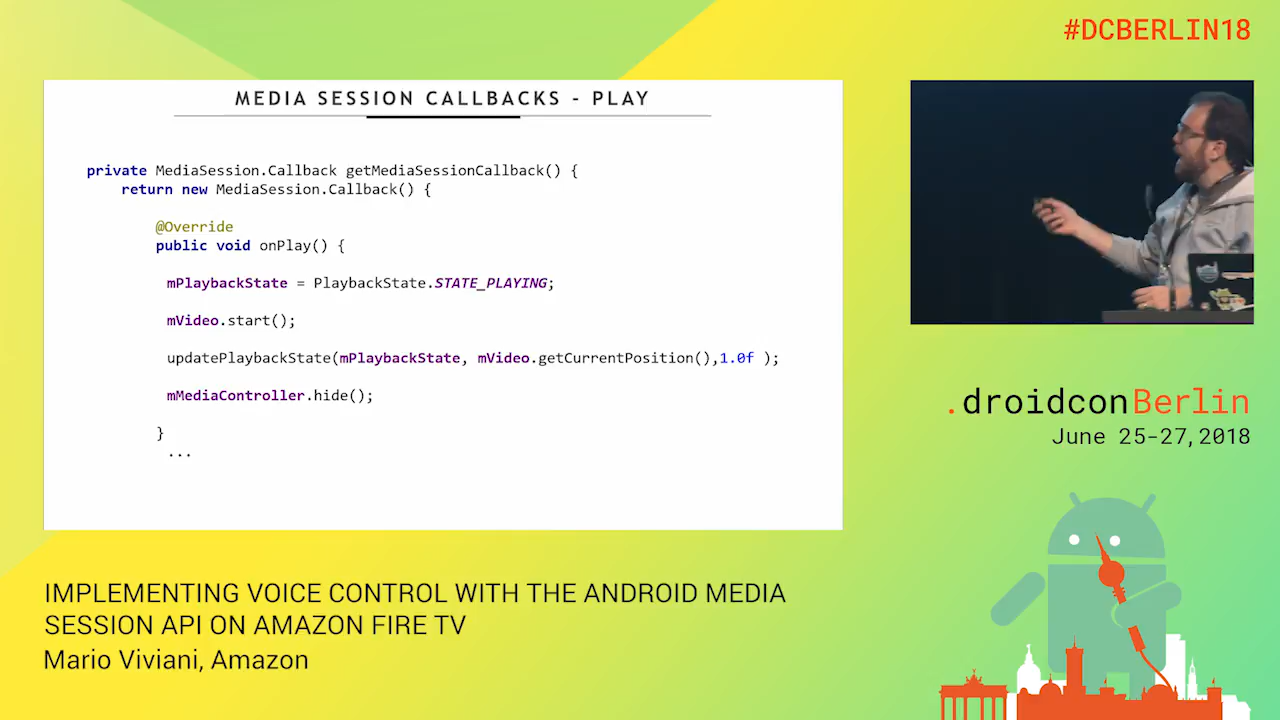 #DCBERLIN18
MEDIA SESSION CALLBACKS - PLAY
private MediaSession.Callback getMediaSessionCallback() {
return new MediaSession.Callback() {
@Override
public void onPlay() {
mPlaybackState = PlaybackState.STATE_PLAYING;
mVideo.start();
updatePlaybackState(mPlaybackState, mVideo.getCurrentPosition(),1.0f );
mMediaController.hide();
}
...
.droidconBerlin
June 25-27,2018
IMPLEMENTING VOICE CONTROL WITH THE ANDROID MEDIA
SESSION API ON AMAZON FIRE TV
Mario Viviani, Amazon